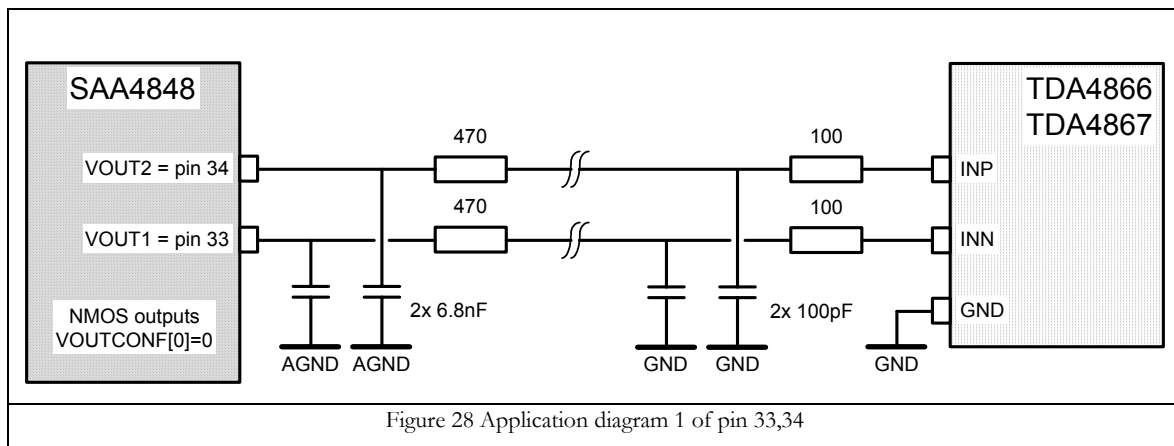 SAA4848
TDA4866
TDA4867
470
100
VOUT2 = pin 34
INP
470
100
VOUT1 = pin 33
INN
2x 6.8nF
2x 100pF
GND
NMOS outputs
VOUTCONF[0]=0
AGND
AGND
GND
GND
GND
Figure 28 Application diagram 1 of pin 33,34